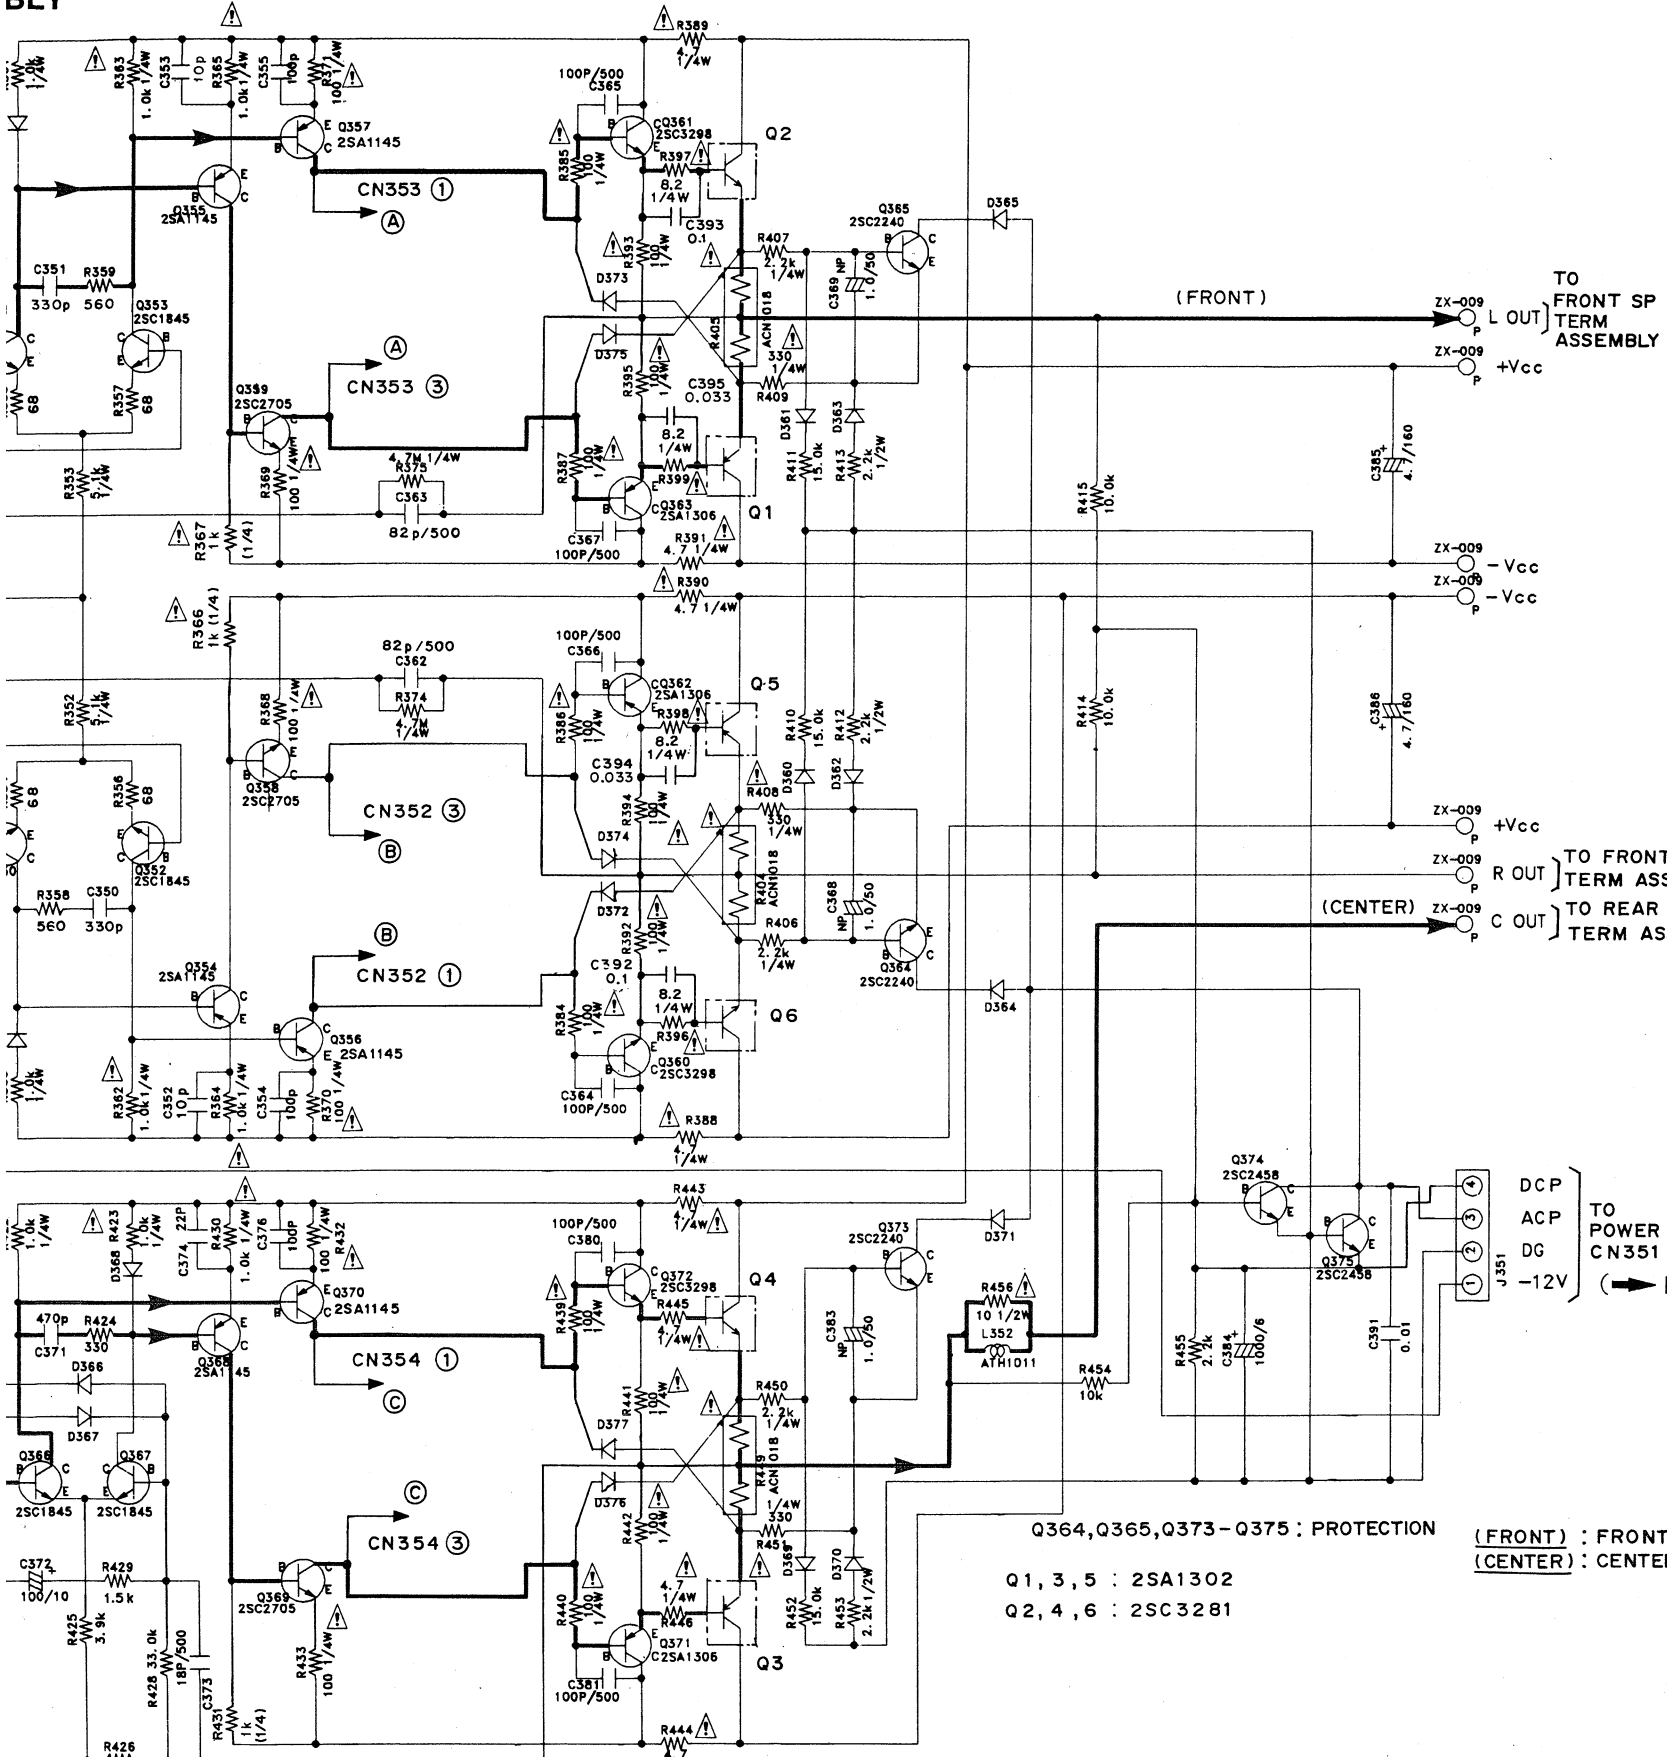 BLY
R389
4.7
1/4W
1.0k
1/4W
R363
1.0k 1/4W
C353
10p
R365
1.0k 1/4W
C355
100p
R371
100 1/4W
100P/500
C365
Q357
2SA1145
Q361
2SC3298
Q2
R385
100
1/4W
R397
8.2
1/4W
CN353 ①
Ⓐ
Q355
2SA1145
C393
0.1
Q365
2SC2240
D365
R407
2.2k
1/4W
R393
100
1/4W
C351
330p
R359
560
Q353
2SC1845
D373
C369
NP
1.0/50
(FRONT)
ZX-009
L OUT
TO
FRONT SP
TERM
ASSEMBLY
R405
ACN1018
D375
68
R357
68
Ⓐ
CN353 ③
R395
100
1/4W
330
1/4W
R409
ZX-009
+Vcc
Q359
2SC2705
C395
0.033
D361
D363
8.2
1/4W
R399
R353
5.1k
1/4W
R369
100 1/4W
4.7M 1/4W
R375
C363
82p/500
R387
100
1/4W
R411
15.0k
R413
2.2k
1/2W
C385
4.7/160
R415
10.0k
Q363
2SA1306
Q1
R367
1k
(1/4)
C367
100P/500
R391
4.7 1/4W
ZX-009
-Vcc
R390
4.7 1/4W
ZX-009
-Vcc
R366
1k (1/4)
100P/500
C366
82p/500
C362
R374
4.7M
1/4W
R352
5.1k
1/4W
R368
100 1/4W
Q362
2SA1306
Q5
R386
100
1/4W
R398
8.2
1/4W
R410
15.0k
R412
2.2k
1/2W
R414
10.0k
C386
4.7/160
C394
0.033
D360
D362
Q358
2SC2705
68
R356
68
CN352 ③
Ⓑ
R394
100
1/4W
R408
330
1/4W
ZX-009
+Vcc
Q352
2SC1845
D374
D372
R404
ACN1018
ZX-009
R OUT
TO FRONT
TERM ASS
R358
560
C350
330p
C368
NP
1.0/50
(CENTER)
ZX-009
C OUT
TO REAR
TERM AS
Ⓑ
CN352 ①
R392
100
1/4W
R406
2.2k
1/4W
Q364
2SC2240
Q354
2SA1145
C392
0.1
D364
8.2
1/4W
R396
Q6
R384
100
1/4W
Q356
2SA1145
Q360
2SC3298
1.0k
1/4W
R362
1.0k 1/4W
C352
10p
R364
1.0k 1/4W
C354
100p
R370
100 1/4W
C364
100P/500
R388
4.7
1/4W
R443
4.7
1/4W
Q374
2SC2458
DCP
ACP
DG
-12V
4
3
2
1
J351
TO
POWER
CN351
1.0k
1/4W
R423
1.0k
1/4W
D368
22P
C374
R430
1.0k 1/4W
C376
100P
R432
100 1/4W
100P/500
C380
Q373
2SC2240
D371
Q375
2SC2458
Q372
2SC3298
Q4
Q370
2SA1145
R439
100
1/4W
R445
4.7
1/4W
R456
10 1/2W
L352
ATH1011
470p
C371
R424
330
Q368
2SA1145
CN354 ①
Ⓒ
C383
NP
1.0/50
R455
2.2k
C384
1000/6
C391
0.01
D366
D367
R454
10k
R441
100
1/4W
R450
2.2k
1/4W
Q366
2SC1845
Q367
2SC1845
D377
D376
R449
ACN1018
Ⓒ
CN354 ③
R442
100
1/4W
1/4W
330
R451
Q364,Q365,Q373-Q375 : PROTECTION
(FRONT) : FRONT
(CENTER) : CENTE
D369
D370
C372
100/10
R429
1.5k
Q369
2SC2705
R440
100
1/4W
4.7
1/4W
R446
R452
15.0k
R453
2.2k 1/2W
Q1, 3, 5 : 2SA1302
Q2, 4, 6 : 2SC3281
R425
3.9k
R428 33.0k
18P/500
C373
R433
100 1/4W
Q371
2SA1306
Q3
C381
100P/500
R431
1k
(1/4)
R444
4.7
R426